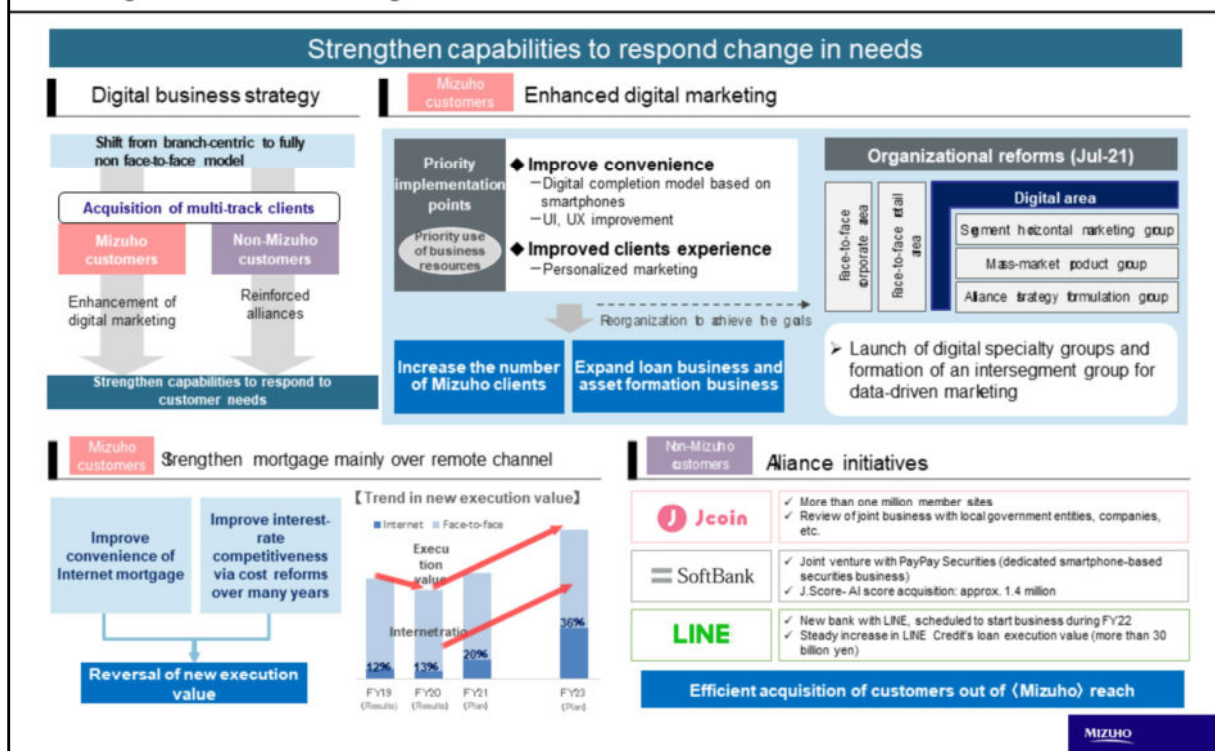 Strengthen capabilities to respond change in needs
Digital business strategy
Shift from branch-centric to fully
non face-to-face model
Acquisition of multi-track clients
Mizuho
customers
Non-Mizuho
customers
Enhancement of
digital marketing
Reinforced
alliances
Strengthen capabilities to respond to
customer needs
Mizuho
customers
Enhanced digital marketing
Priority
implementation
points
Priority use
of business
resources
◆ Improve convenience
－Digital completion model based on
smartphones
－UI, UX improvement
◆ Improved clients experience
－Personalized marketing
Reorganization to achieve the goals
Increase the number
of Mizuho clients
Expand loan business and
asset formation business
Organizational reforms (Jul-21)
Face-to-face
corporate area
Face-to-face retail
area
Digital area
Segment horizontal marketing group
Mass-market product group
Alliance strategy formulation group
➢ Launch of digital specialty groups and
formation of an intersegment group for
data-driven marketing
Mizuho
customers
Strengthen mortgage mainly over remote channel
Improve
convenience of
Internet mortgage
Improve interest-
rate
competitiveness
via cost reforms
over many years
Reversal of new execution
value
【Trend in new execution value】
■Internet ■Face-to-face
Execu
tion
value
Internet ratio
12%
13%
20%
36%
FY19
(Results)
FY20
(Results)
FY21
(Plan)
FY23
(Plan)
Non-Mizuho
customers
Alliance initiatives
J Jcoin
✓ More than one million member sites
✓ Review of joint business with local government entities, companies,
etc.
SoftBank
✓ Joint venture with PayPay Securities (dedicated smartphone-based
securities business)
✓ J.Score- AI score acquisition: approx. 1.4 million
LINE
✓ New bank with LINE, scheduled to start business during FY22
✓ Steady increase in LINE Credit's loan execution value (more than 30
billion yen)
Efficient acquisition of customers out of 〈Mizuho〉 reach
MIZUHO